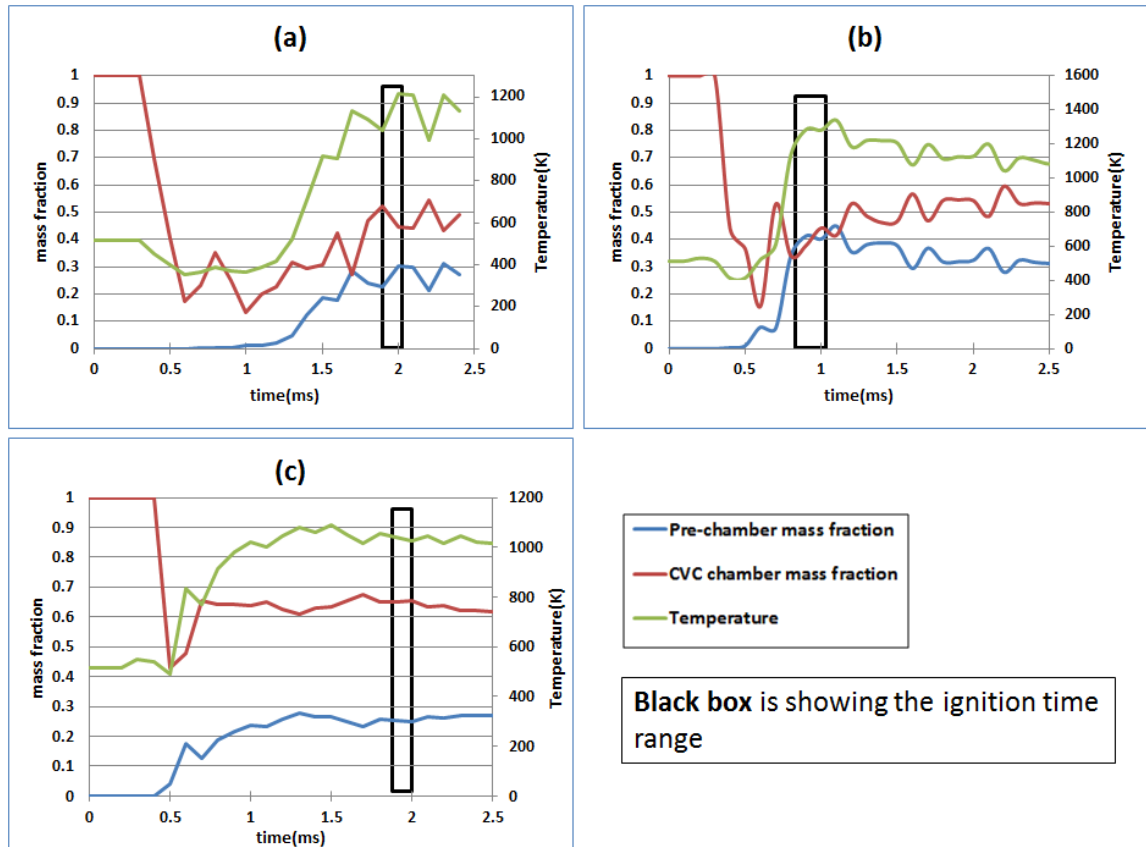 (a)
1
0.9
0.8
0.7
0.6
0.5
0.4
0.3
0.2
0.1
0
mass fraction
1200
1000
800
600
400
200
0
Temperature(K)
0 0.5 1 1.5 2 2.5
time(ms)
(b)
1
0.9
0.8
0.7
0.6
0.5
0.4
0.3
0.2
0.1
0
mass fraction
1600
1400
1200
1000
800
600
400
200
0
Temperature(K)
0 0.5 1 1.5 2 2.5
time(ms)
(c)
1
0.9
0.8
0.7
0.6
0.5
0.4
0.3
0.2
0.1
0
mass fraction
1200
1000
800
600
400
200
0
Temperature(K)
0 0.5 1 1.5 2 2.5
time(ms)
Pre-chamber mass fraction
CVC chamber mass fraction
Temperature
Black box is showing the ignition time
range